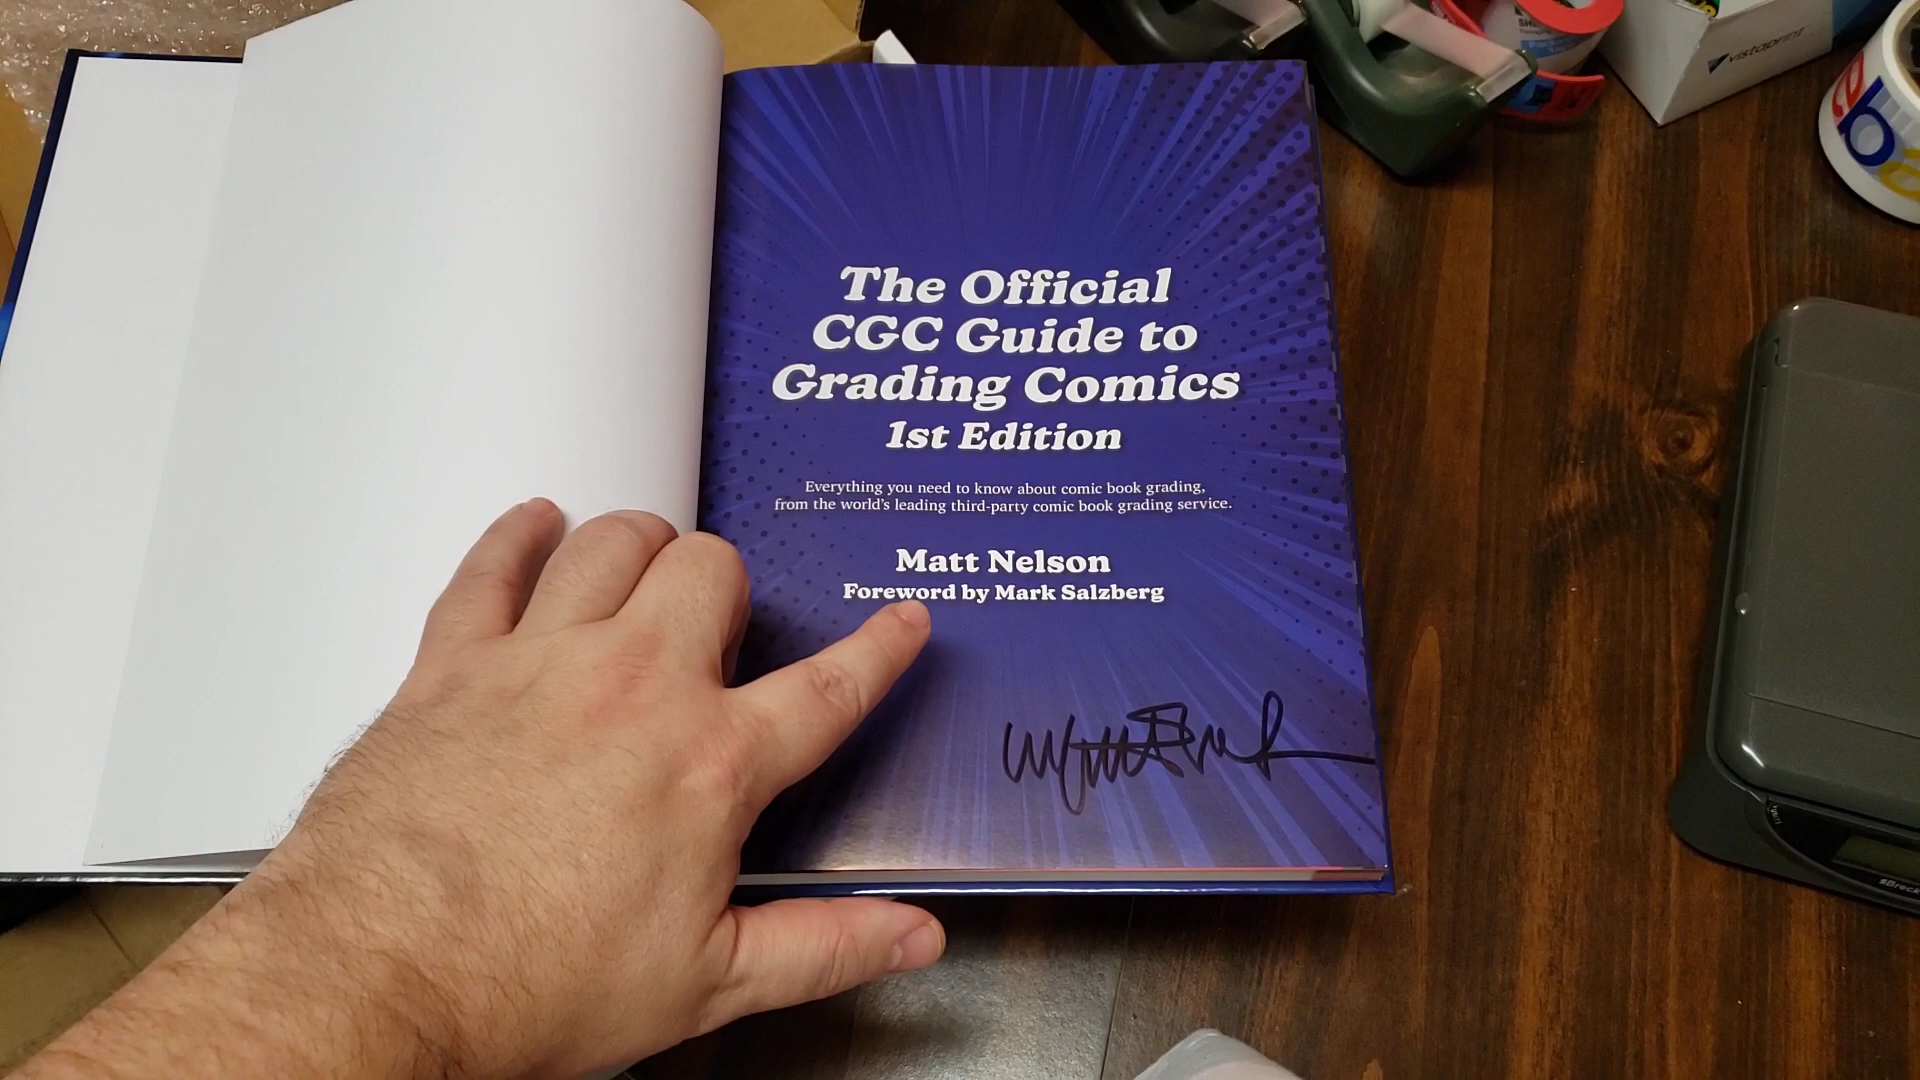 The Official
CGC Guide to
Grading Comics
1st Edition
Everything you need to know about comic book grading,
from the world's leading third-party comic book grading service.
Matt Nelson
Foreword by Mark Salzberg
vistaprint